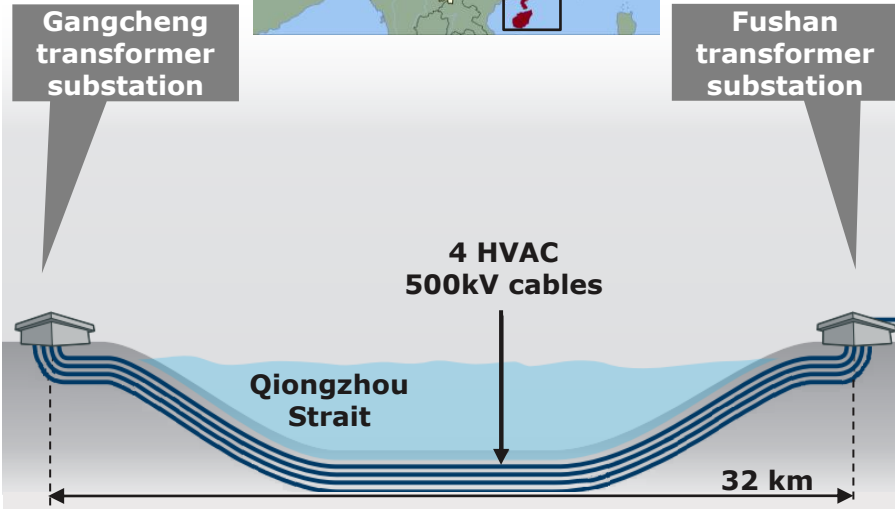 Gangcheng
transformer
substation
Fushan
transformer
substation
4 HVAC
500kV cables
Qiongzhou
Strait
32 km